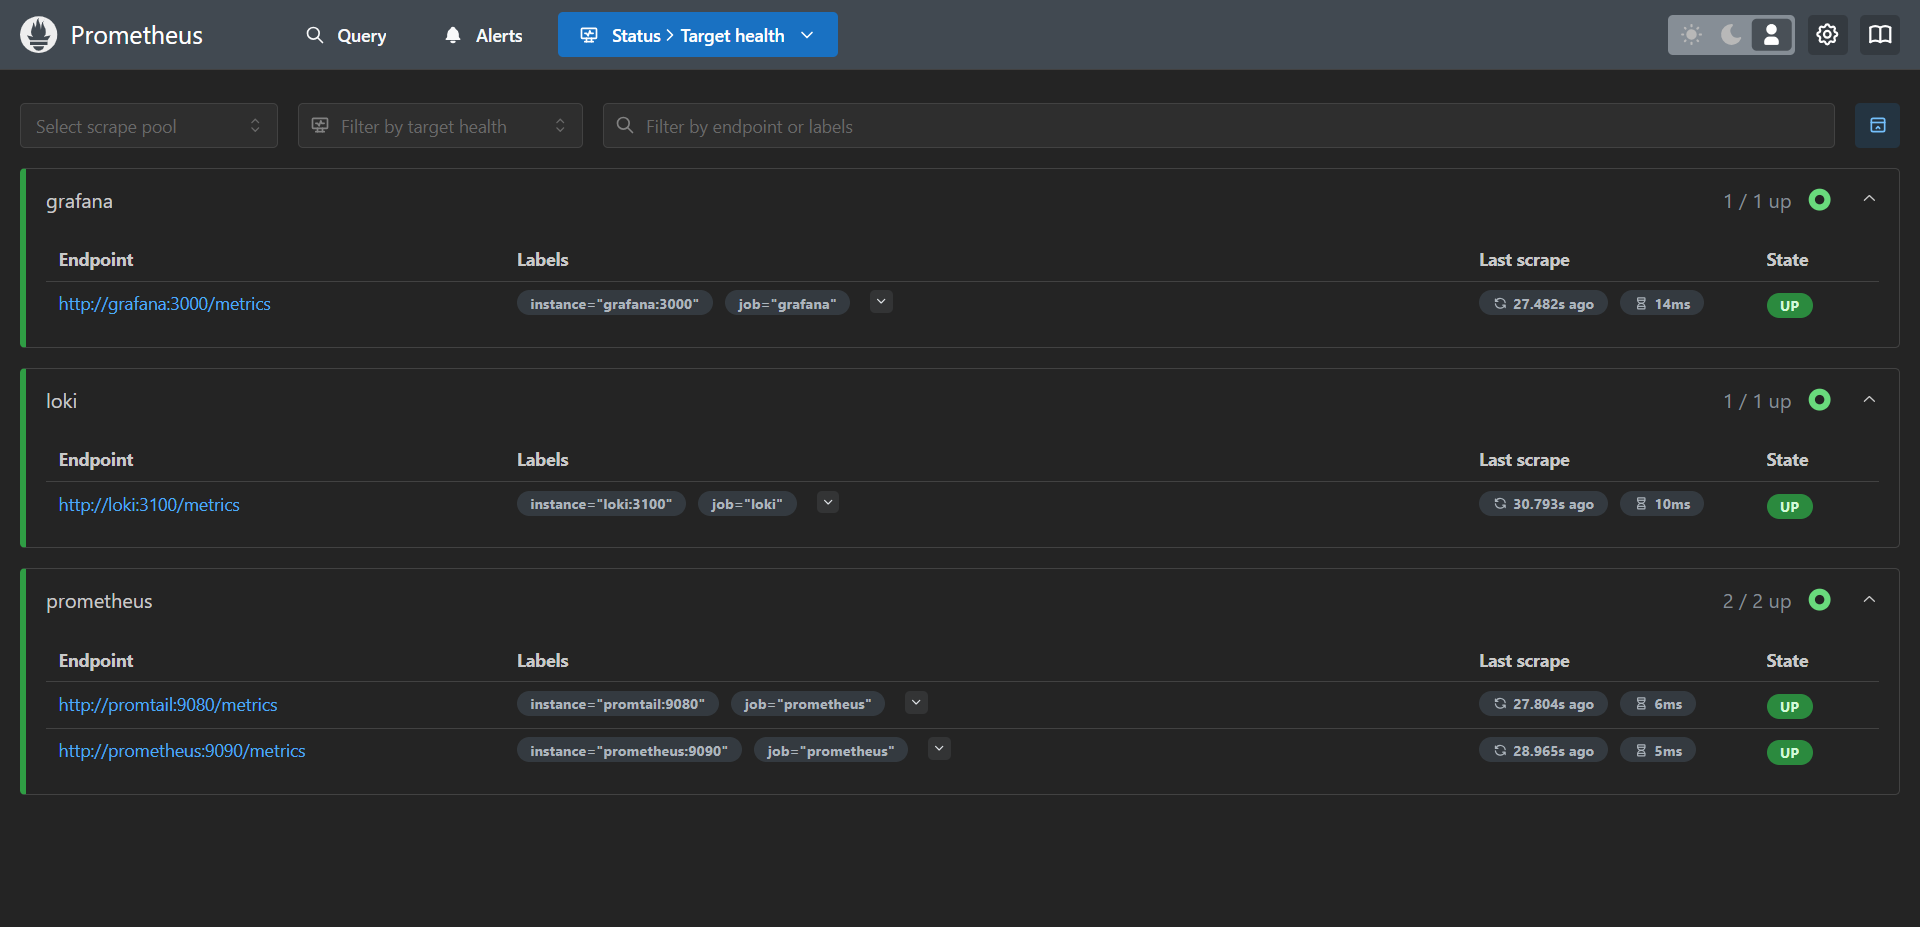 Prometheus Query Alerts Status > Target health
Select scrape pool Filter by target health Filter by endpoint or labels
grafana 1 / 1 up
Endpoint Labels Last scrape State
http://grafana:3000/metrics instance="grafana:3000" job="grafana" 27.482s ago 14ms UP
loki 1 / 1 up
Endpoint Labels Last scrape State
http://loki:3100/metrics instance="loki:3100" job="loki" 30.793s ago 10ms UP
prometheus 2 / 2 up
Endpoint Labels Last scrape State
http://promtail:9080/metrics instance="promtail:9080" job="prometheus" 27.804s ago 6ms UP
http://prometheus:9090/metrics instance="prometheus:9090" job="prometheus" 28.965s ago 5ms UP